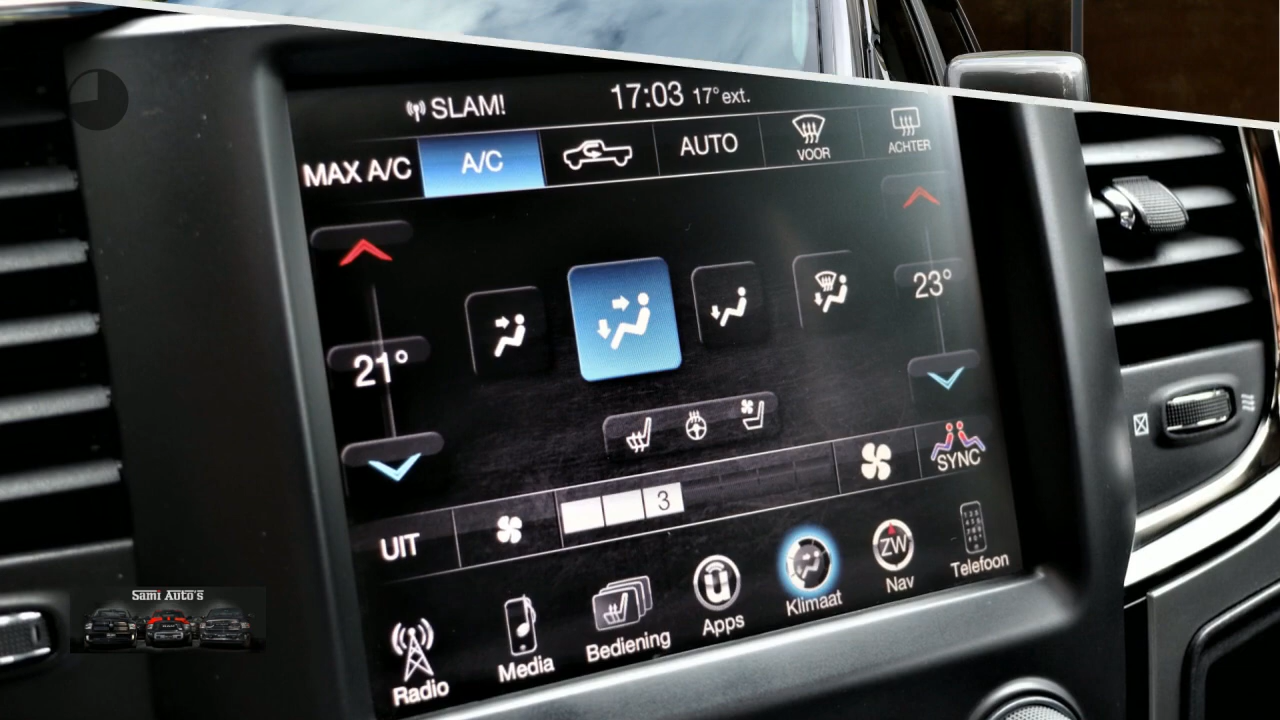 SLAM!
17:03 17° ext.
MAX A/C
A/C
AUTO
VOOR
ACHTER
21°
23°
UIT
3
SYNC
Radio
Media
Bediening
Apps
Klimaat
ZW
Nav
Telefoon
Sami Auto's